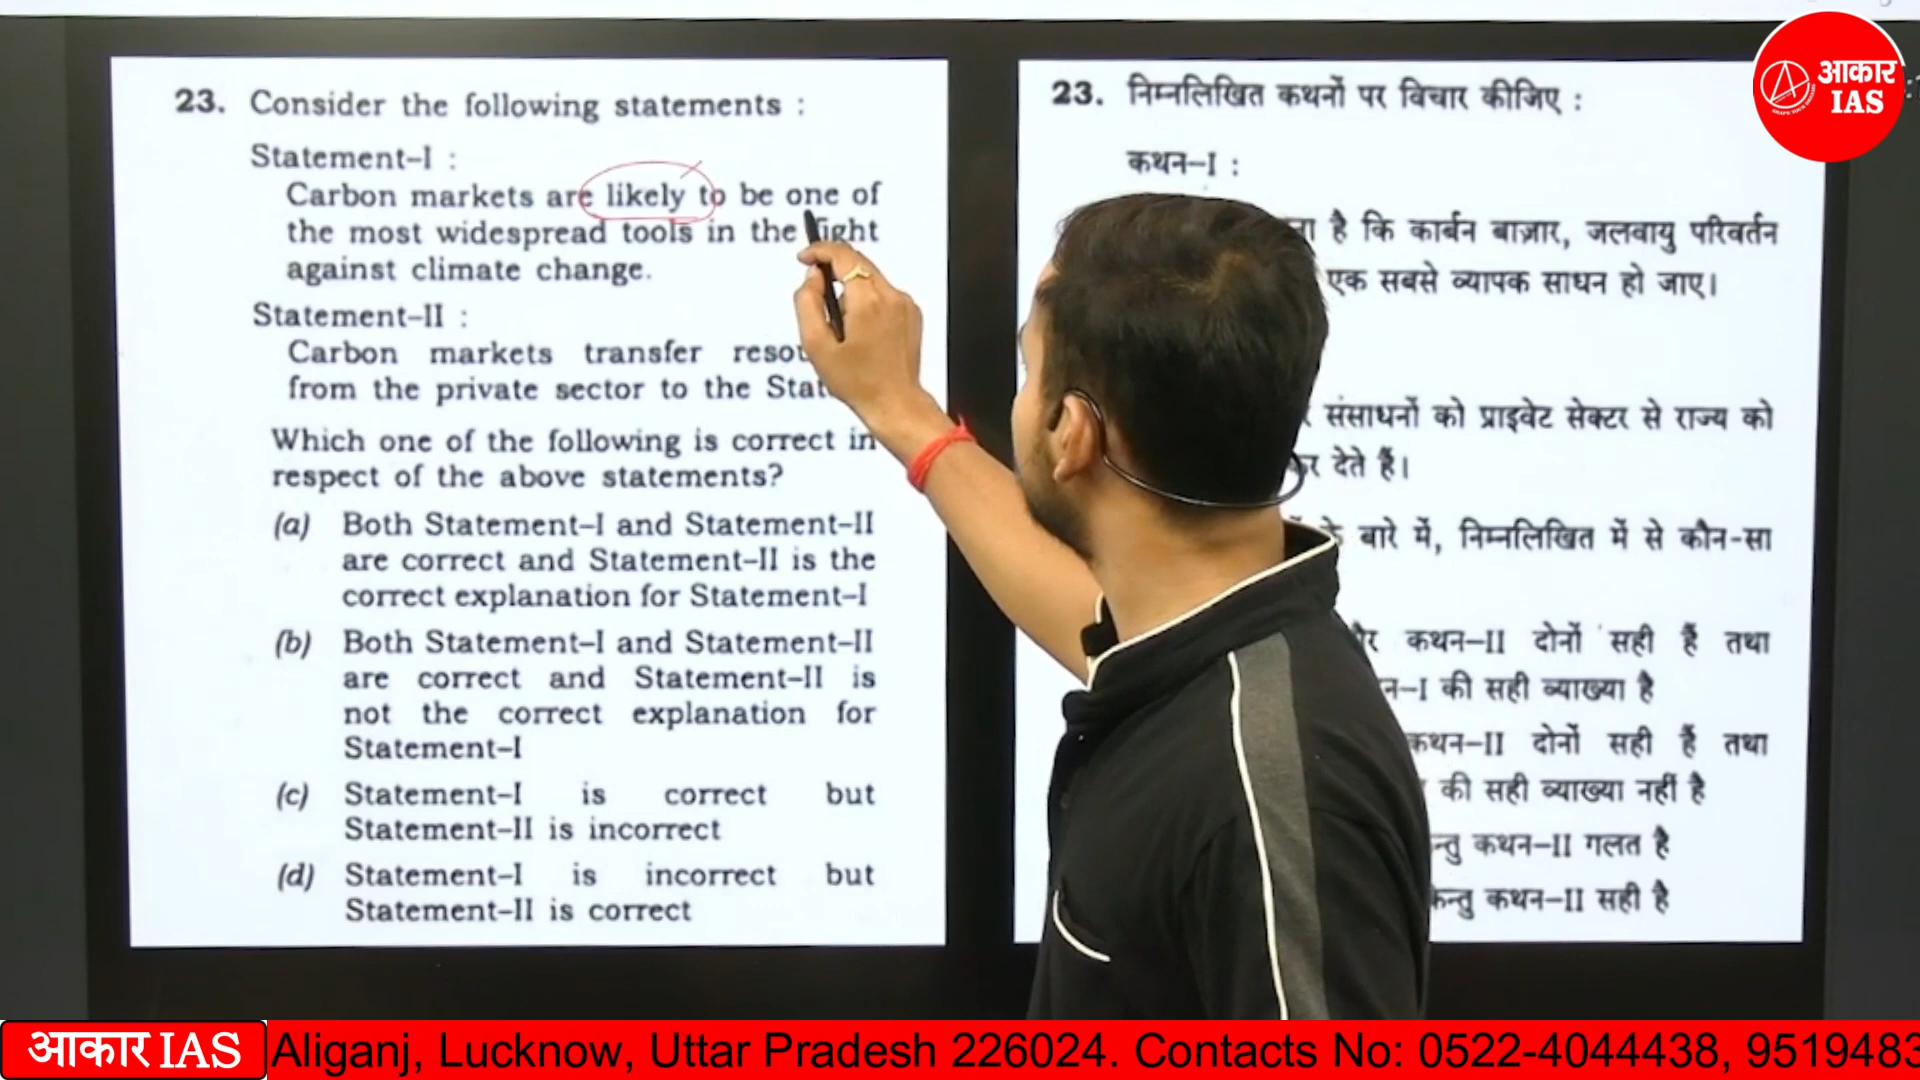 23. Consider the following statements :
Statement–I :
Carbon markets are likely to be one of
the most widespread tools in the fight
against climate change.
Statement–II :
Carbon markets transfer
from the private sector to the
Which one of the following is correct in
respect of the above statements?
(a) Both Statement–I and Statement–II
are correct and Statement–II is the
correct explanation for Statement–I
(b) Both Statement–I and Statement–II
are correct and Statement–II is
not the correct explanation for
Statement–I
(c) Statement–I is correct but
Statement–II is incorrect
(d) Statement–I is incorrect but
Statement–II is correct
23. निम्नलिखित कथनों पर विचार कीजिए :
कथन–I :
है कि कार्बन बाज़ार, जलवायु परिवर्तन
एक सबसे व्यापक साधन हो जाए।
संसाधनों को प्राइवेट सेक्टर से राज्य को
देते हैं।
के बारे में, निम्नलिखित में से कौन-सा
कथन–II दोनों सही हैं तथा
की सही व्याख्या है
कथन–II दोनों सही हैं तथा
की सही व्याख्या नहीं है
कथन–II गलत है
कथन–II सही है
आकार
IAS
आकार IAS
Aliganj, Lucknow, Uttar Pradesh 226024. Contacts No: 0522-4044438, 9519483